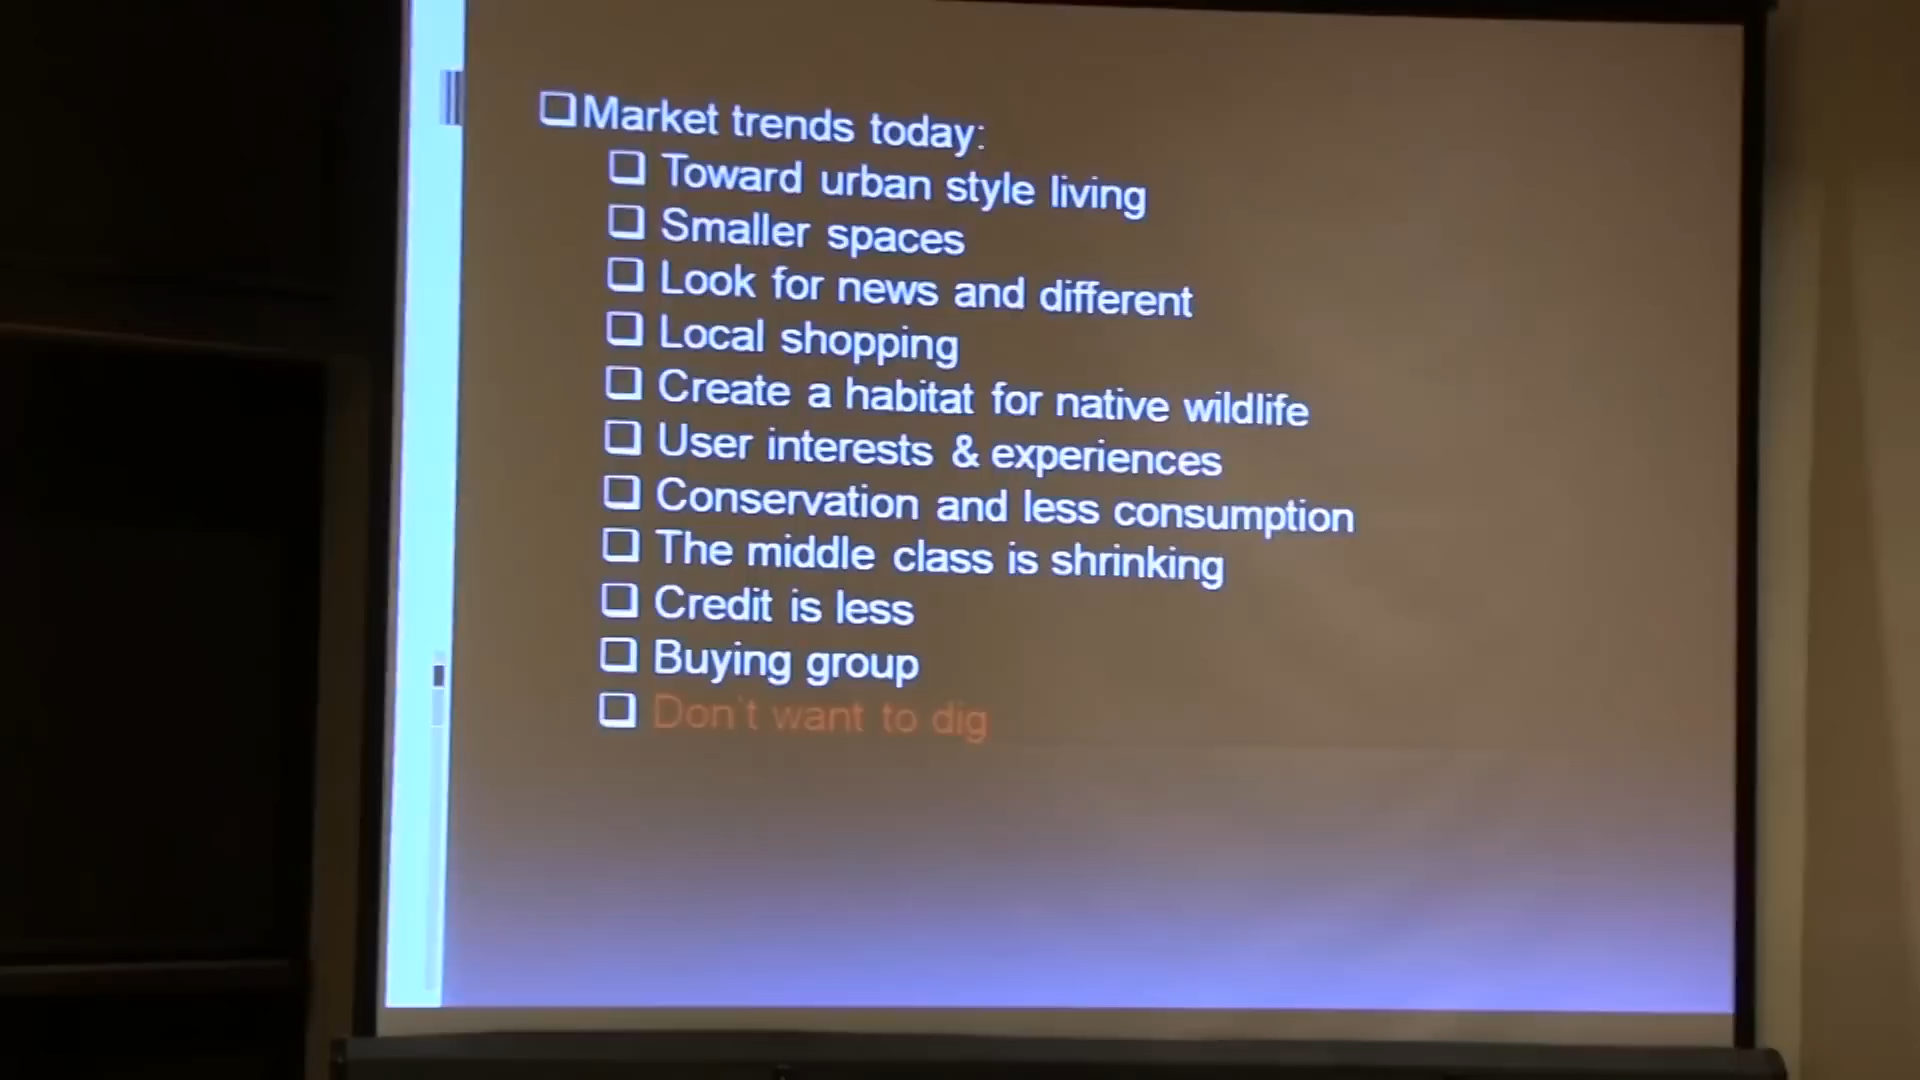 Market trends today:
Toward urban style living
Smaller spaces
Look for news and different
Local shopping
Create a habitat for native wildlife
User interests & experiences
Conservation and less consumption
The middle class is shrinking
Credit is less
Buying group
Don't want to dig